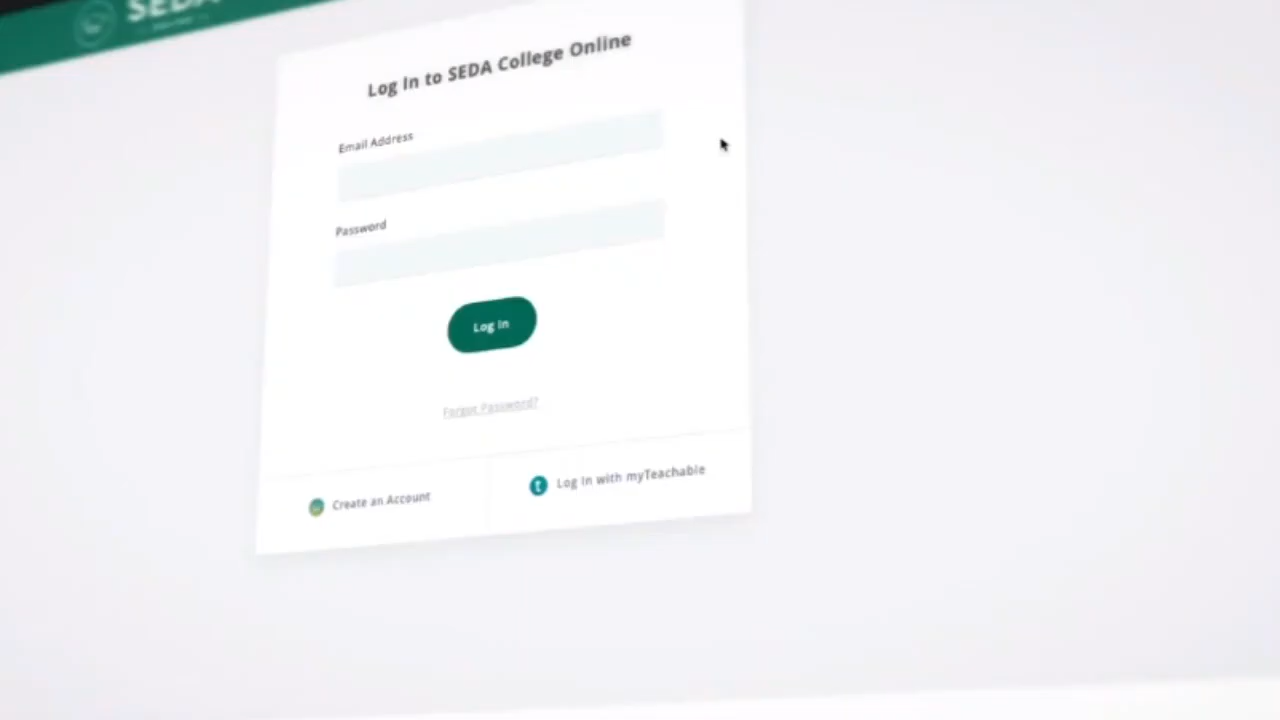 SEDA
Log In to SEDA College Online
Email Address
Password
Log In
Forgot Password?
Create an Account
Log In with myTeachable